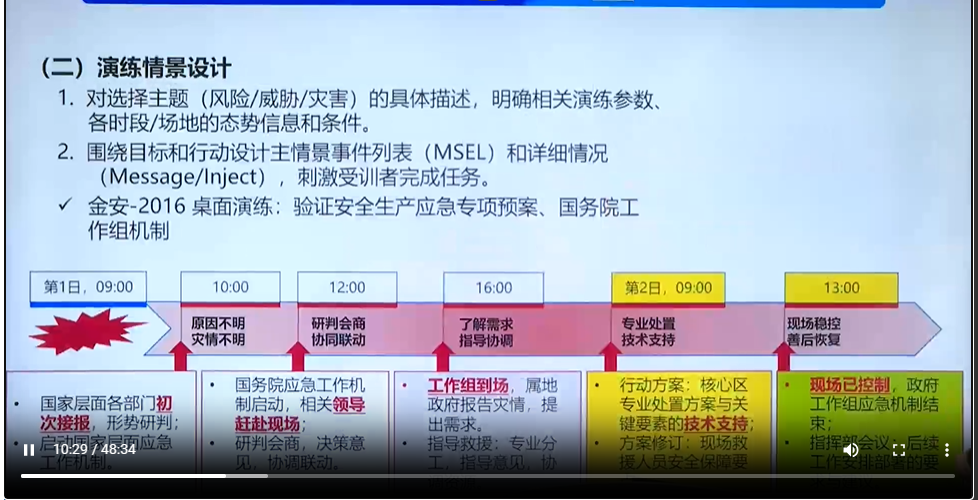 （二）演练情景设计
1. 对选择主题（风险/威胁/灾害）的具体描述，明确相关演练参数、
各时段/场地的态势信息和条件。
2. 围绕目标和行动设计主情景事件列表（MSEL）和详细情况
（Message/Inject），刺激受训者完成任务。
✓ 金安-2016 桌面演练：验证安全生产应急专项预案、国务院工
作组机制
第1日，09:00
10:00
12:00
16:00
第2日，09:00
13:00
原因不明
灾情不明
研判会商
协同联动
了解需求
指导协调
专业处置
技术支持
现场稳控
善后恢复
• 国家层面各部门初
次接报，形势研判；
启动国家层面应急
工作机制。
• 国务院应急工作机
制启动，相关领导
赶赴现场；
• 研判会商，决策意
见，协调联动。
• 工作组到场，属地
政府报告灾情，提
出需求。
• 指导救援：专业分
工，指导意见，协
• 行动方案：核心区
专业处置方案与关
键要素的技术支持；
• 方案修订：现场救
援人员安全保障要
• 现场已控制，政府
工作组应急机制结
束；
• 指挥部会议：后续
工作安排部署的要
10:29 / 48:34